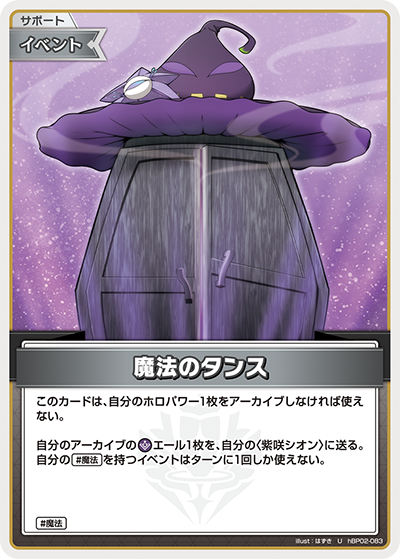 サポート
イベント
魔法のタンス
このカードは、自分のホロパワー1枚をアーカイブしなければ使え
ない。
自分のアーカイブのエール1枚を、自分の〈紫咲シオン〉に送る。
自分の #魔法 を持つイベントはターンに1回しか使えない。
#魔法
illust：はずき U hBP02-083